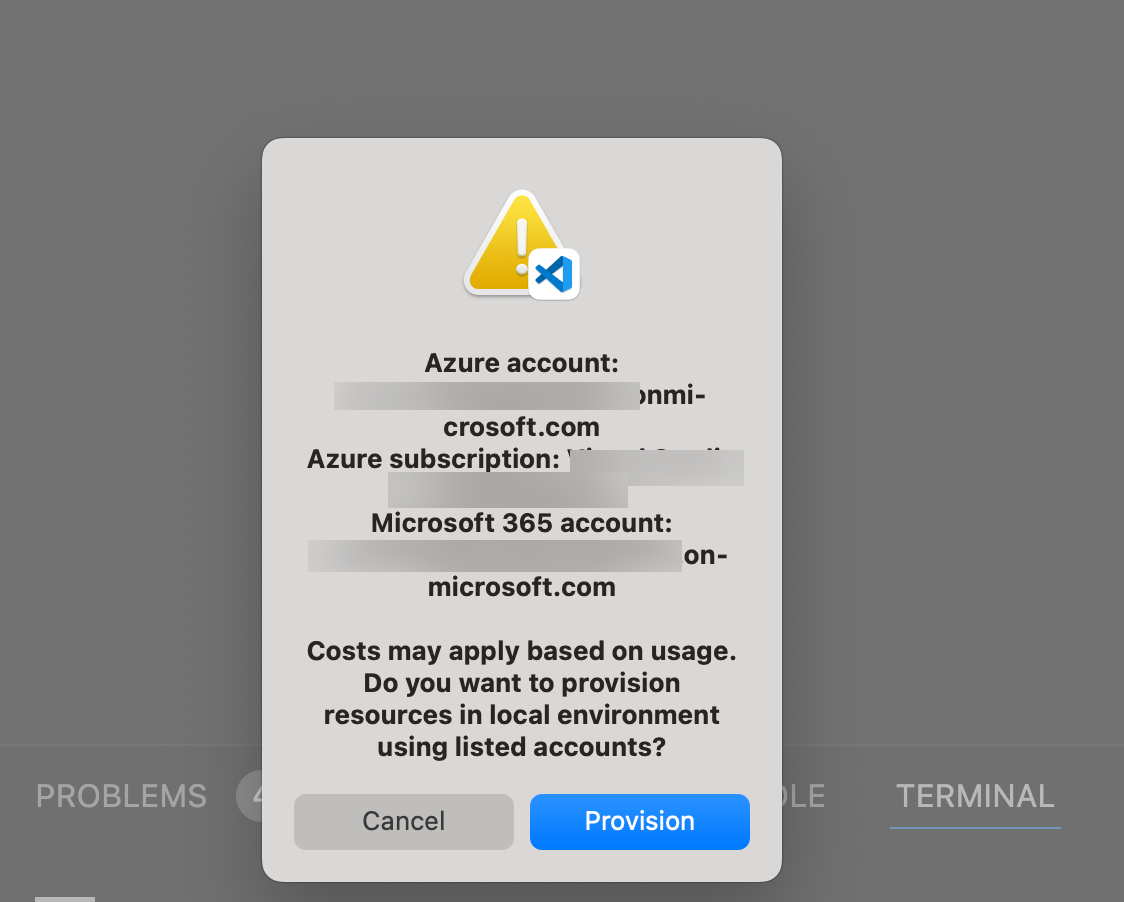 Azure account:
onmi-
crosoft.com
Azure subscription:
Microsoft 365 account:
on-
microsoft.com
Costs may apply based on usage.
Do you want to provision
resources in local environment
using listed accounts?
Cancel
Provision
PROBLEMS
TERMINAL